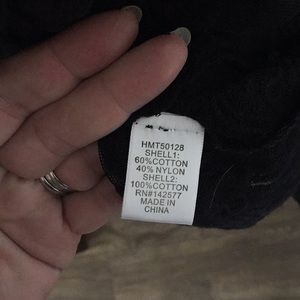 HMT50128
SHELL1:
60%COTTON
40% NYLON
SHELL2:
100%COTTON
RN#142577
MADE IN
CHINA